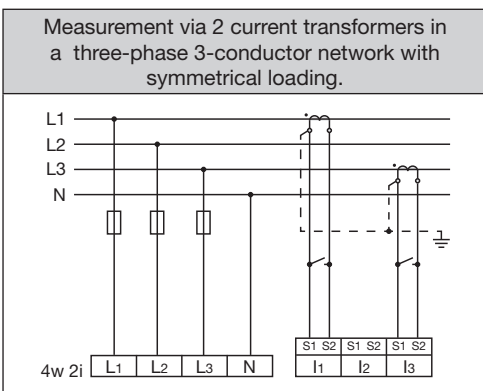 Measurement via 2 current transformers in
a three-phase 3-conductor network with
symmetrical loading.
L1
L2
L3
N
S1 S2 S1 S2 S1 S2
4w 2i L1 L2 L3 N I1 I2 I3